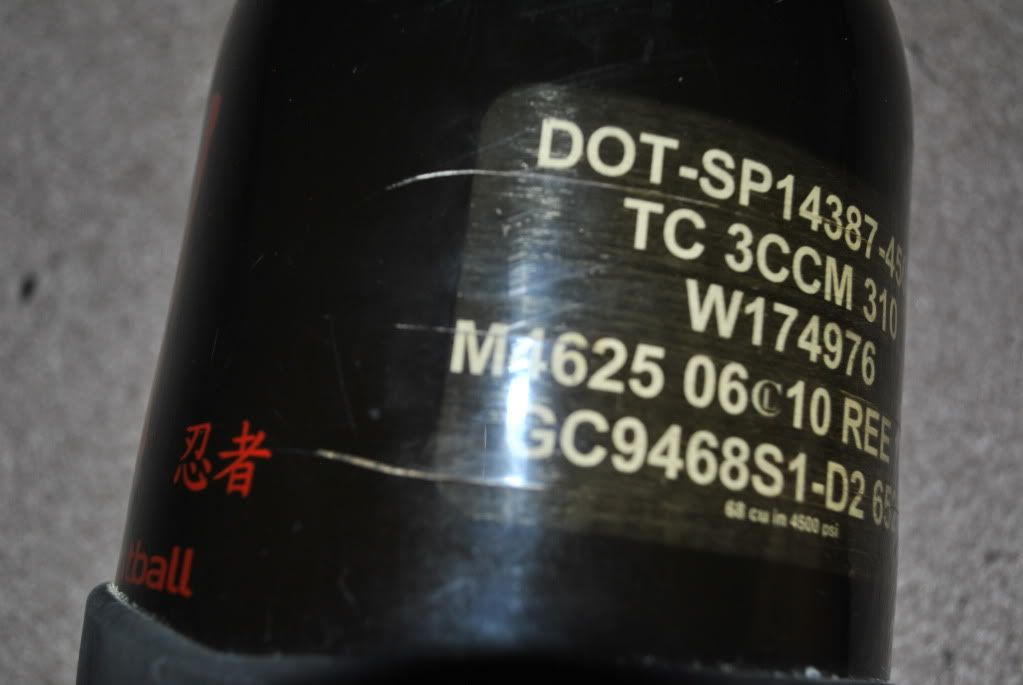 DOT-SP14387-45
TC 3CCM 310
W174976
M4625 06 10 REE
GC9468S1-D2
68 cu in 4500 psi
忍者
tball